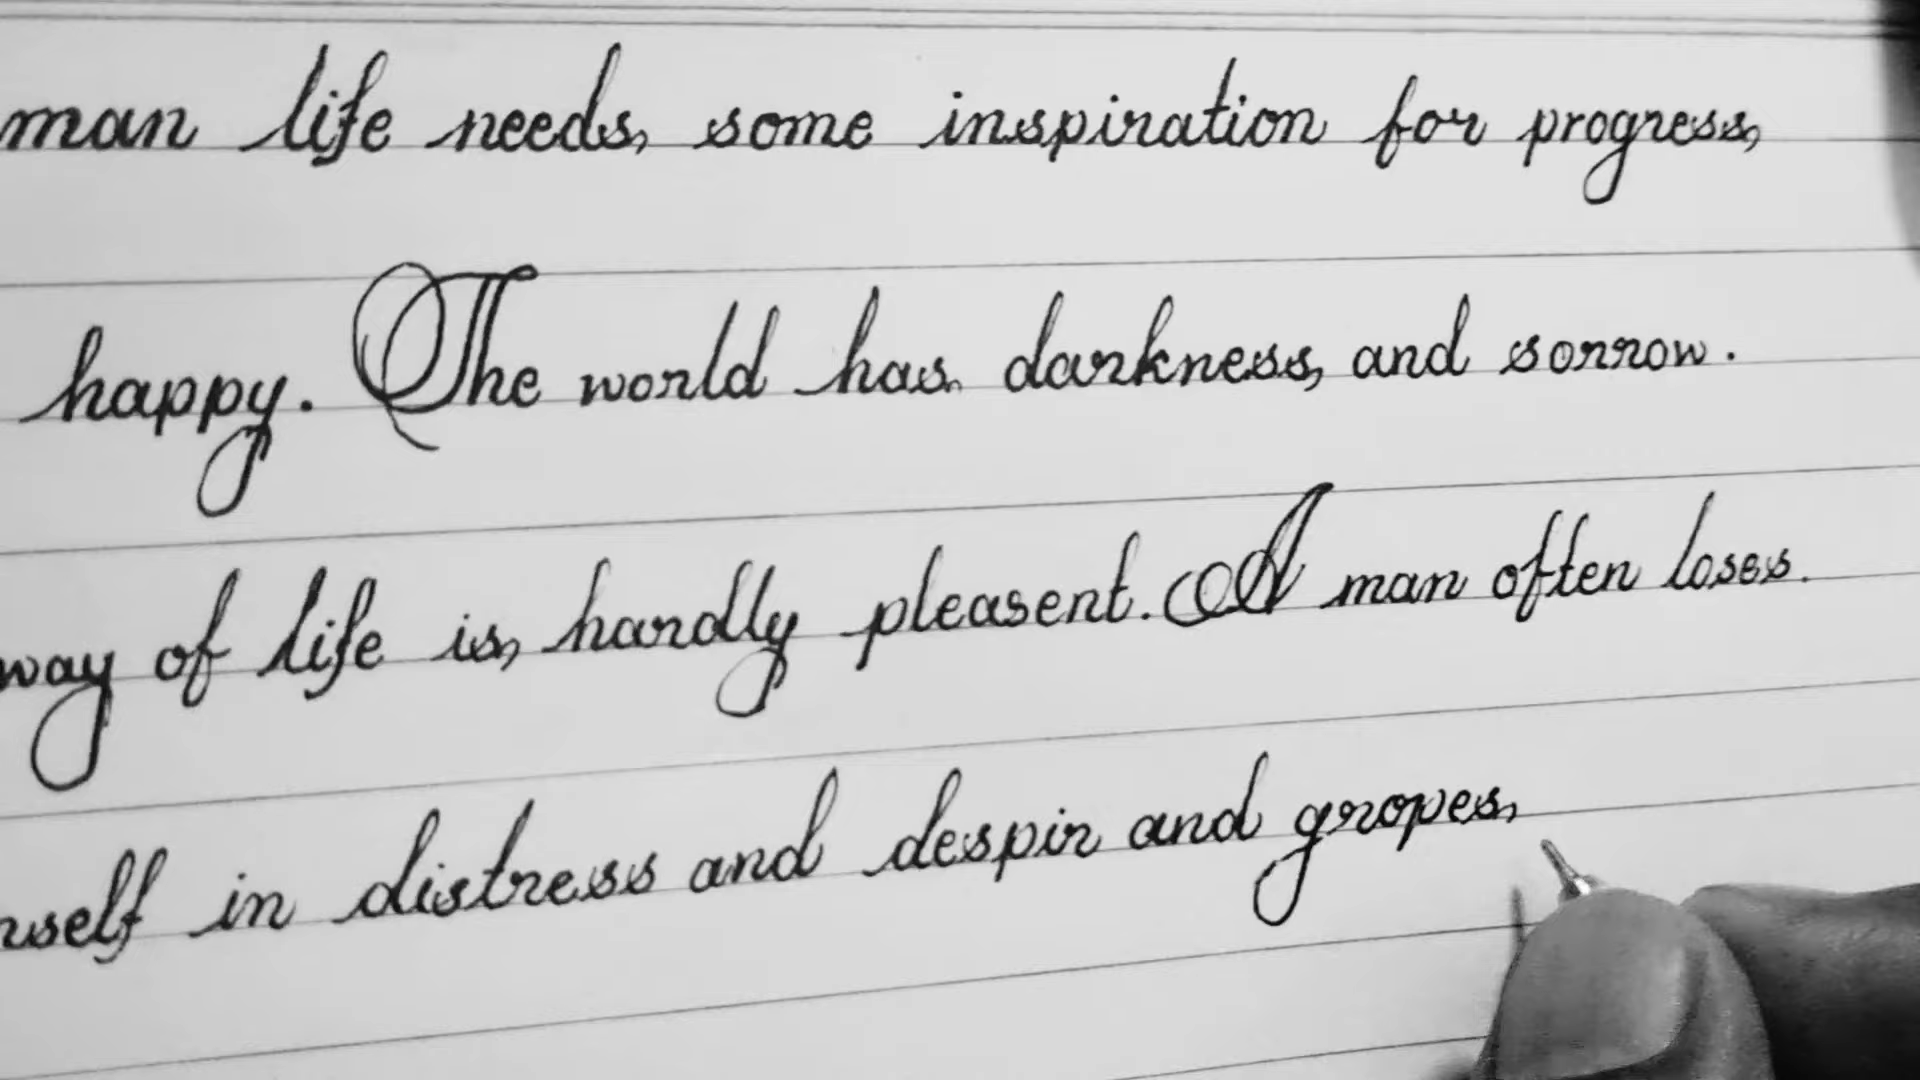 man life needs some inspiration for progress,
happy. The world has darkness, and sorrow.
way of life is, hardly pleasent. A man often loses.
self in distress and despir and gropes,